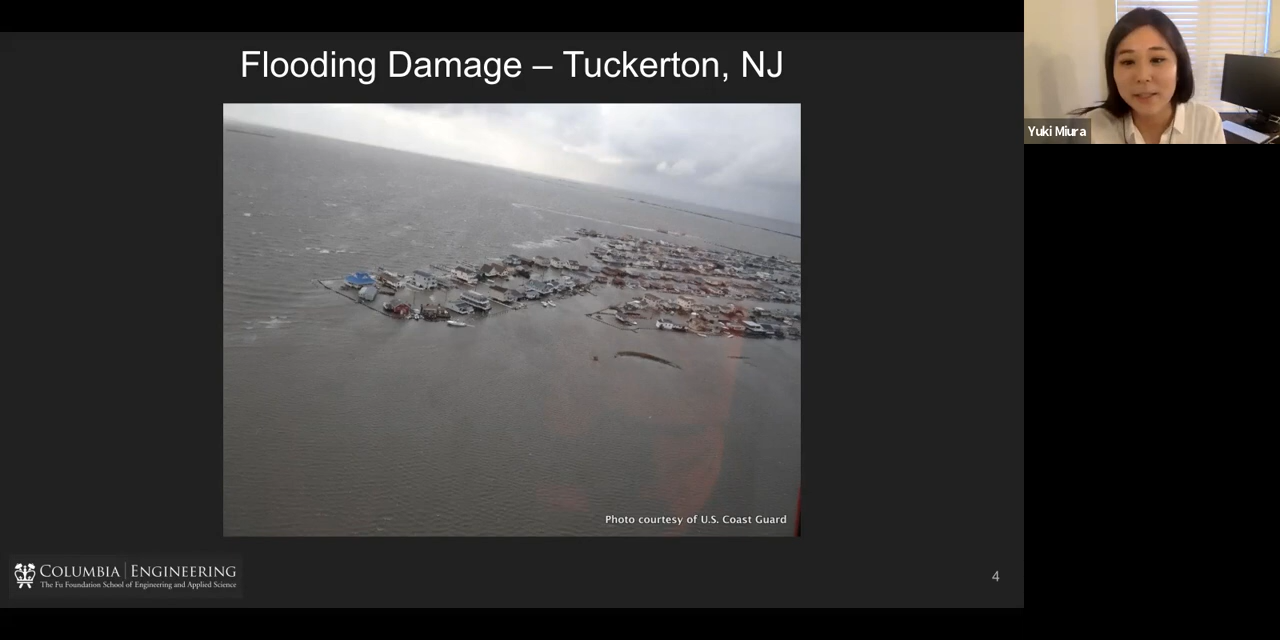 Flooding Damage – Tuckerton, NJ
Yuki Miura
Photo courtesy of U.S. Coast Guard
COLUMBIA | ENGINEERING
The Fu Foundation School of Engineering and Applied Science
4